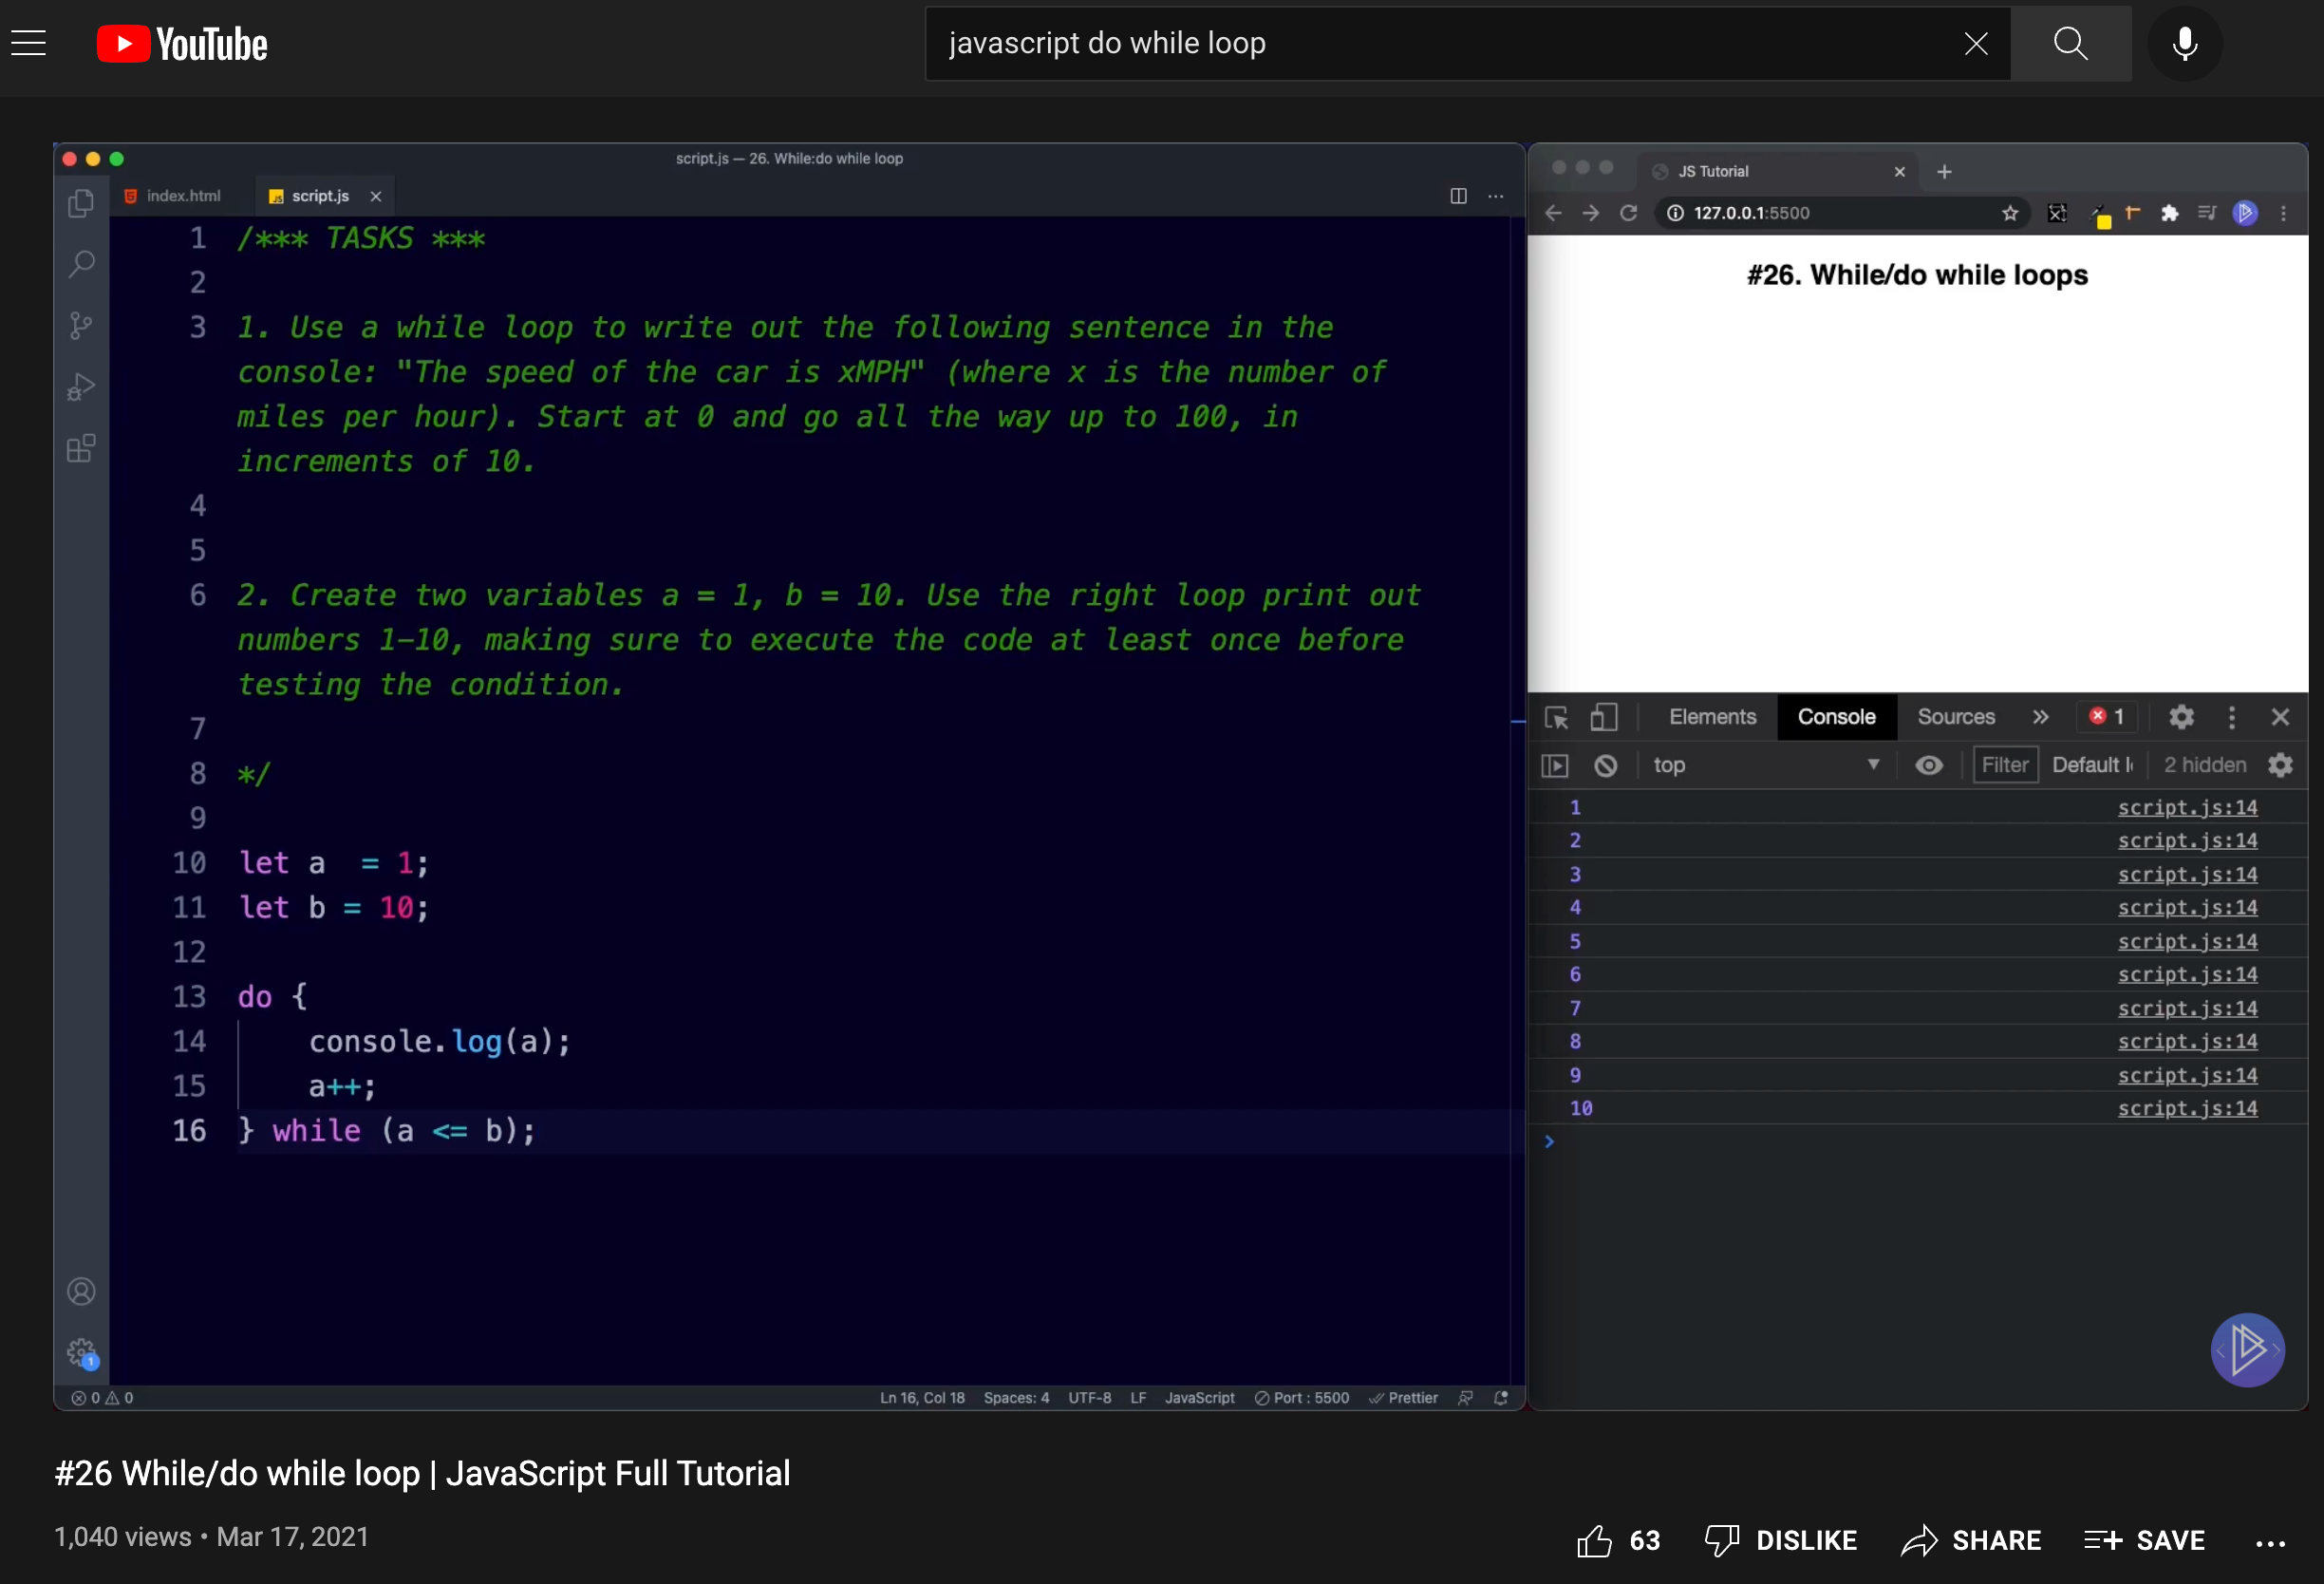 YouTube
javascript do while loop
script.js — 26. While:do while loop
index.html
script.js
1 /*** TASKS ***
2
3 1. Use a while loop to write out the following sentence in the
console: "The speed of the car is xMPH" (where x is the number of
miles per hour). Start at 0 and go all the way up to 100, in
increments of 10.
4
5
6 2. Create two variables a = 1, b = 10. Use the right loop print out
numbers 1–10, making sure to execute the code at least once before
testing the condition.
7
8 */
9
10 let a  = 1;
11 let b = 10;
12
13 do {
14     console.log(a);
15     a++;
16 } while (a <= b);
1
0 0 Ln 16, Col 18 Spaces: 4 UTF-8 LF JavaScript Port : 5500 Prettier
JS Tutorial
127.0.0.1:5500
#26. While/do while loops
Elements Console Sources 1
top Filter Default l 2 hidden
1 script.js:14
2 script.js:14
3 script.js:14
4 script.js:14
5 script.js:14
6 script.js:14
7 script.js:14
8 script.js:14
9 script.js:14
10 script.js:14
#26 While/do while loop | JavaScript Full Tutorial
1,040 views • Mar 17, 2021
63 DISLIKE SHARE SAVE